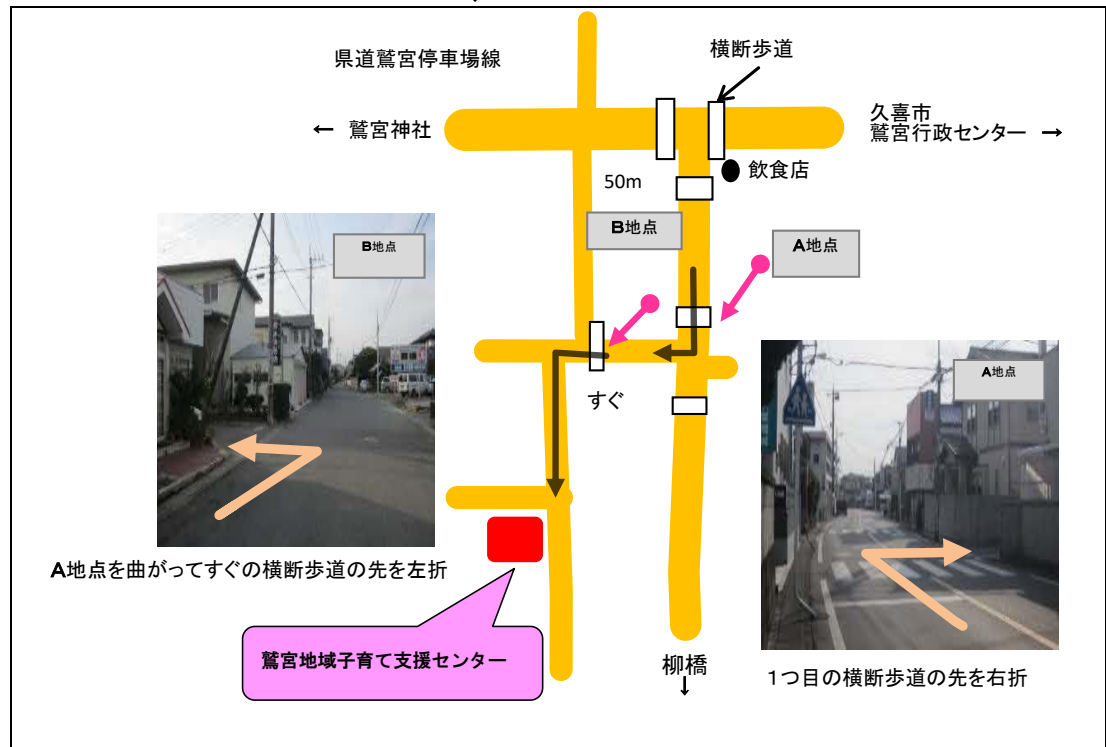 県道鷲宮停車場線
横断歩道
← 鷲宮神社
久喜市
鷲宮行政センター →
飲食店
50m
B地点
A地点
B地点
A地点
すぐ
A地点を曲がってすぐの横断歩道の先を左折
鷲宮地域子育て支援センター
柳橋
↓
1つ目の横断歩道の先を右折